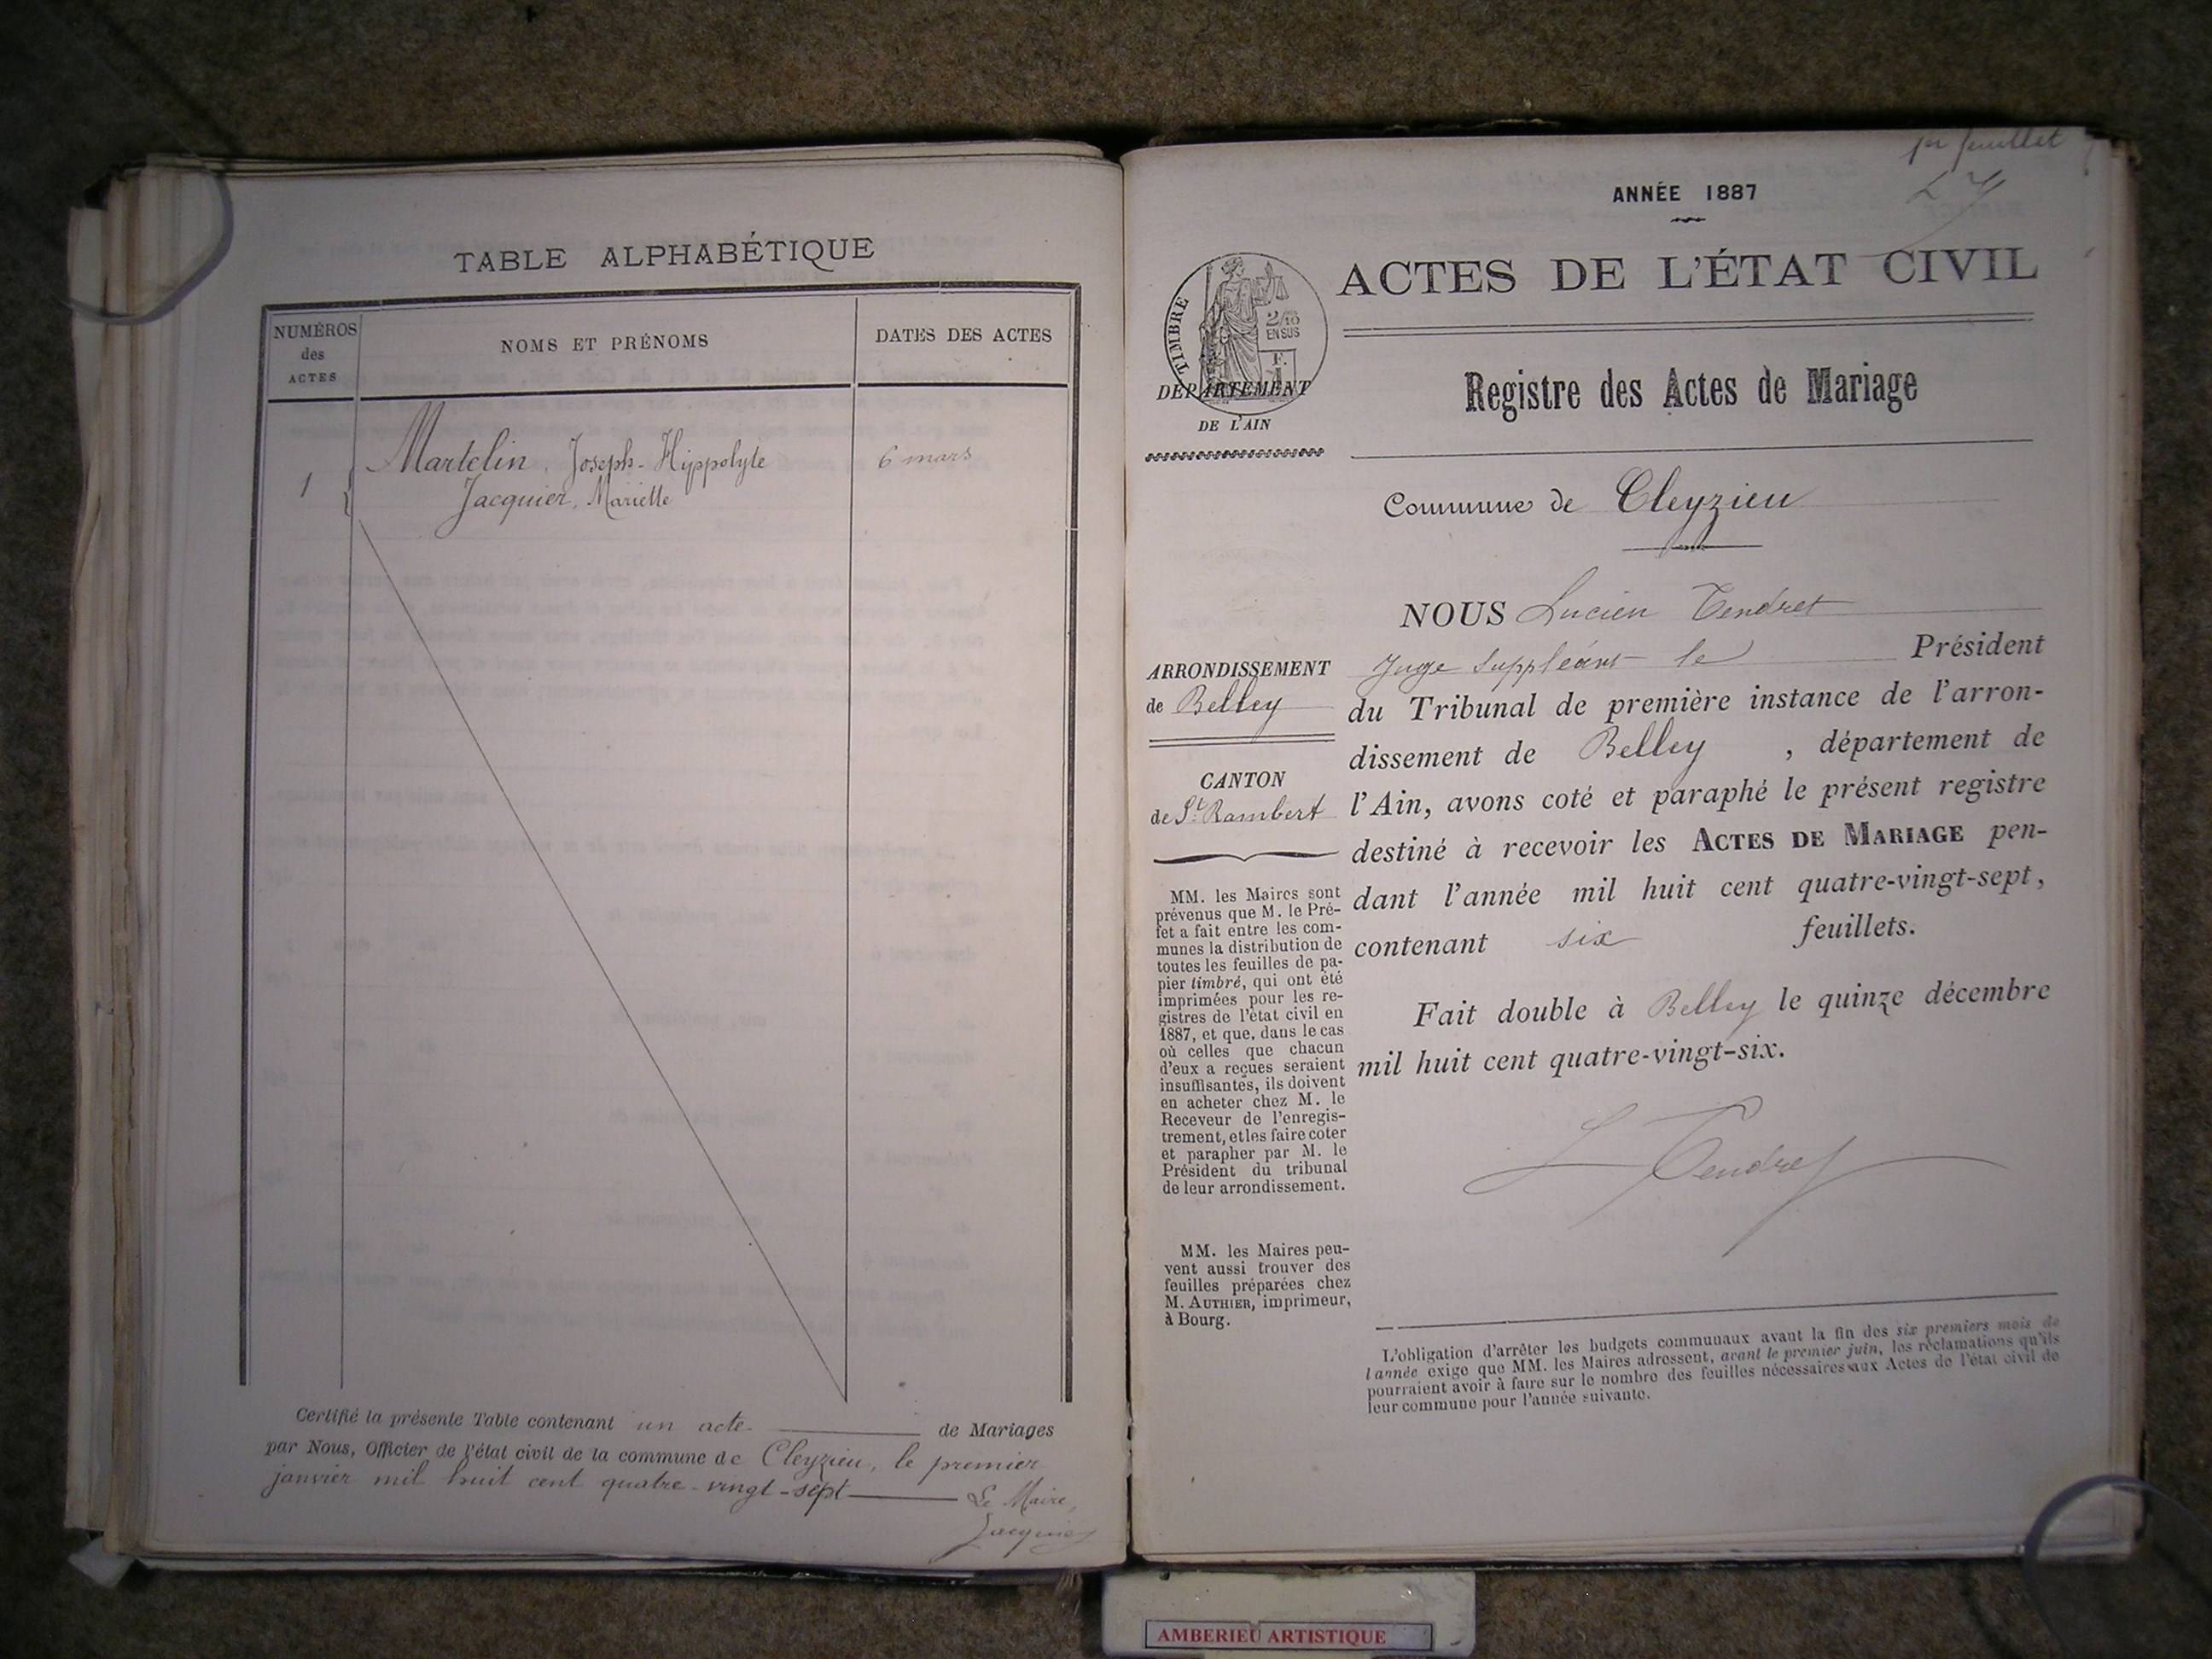 TABLE ALPHABÉTIQUE
NUMÉROS
des
ACTES
NOMS ET PRÉNOMS
DATES DES ACTES
1
Martelin, Joseph-Hippolyte
Jacquier, Mariette
6 mars
Certifié la présente Table contenant un acte. de Mariages
par Nous, Officier de l'état civil de la commune de Cleyzieu, le premier
janvier mil huit cent quatre-vingt-sept
Le Maire,
Jacquier
1er feuillet
ANNÉE 1887
ACTES DE L'ÉTAT CIVIL
TIMBRE
2/10
EN SUS
F.
DÉPARTEMENT
DE L'AIN
Registre des Actes de Mariage
Commune de Cleyzieu
ARRONDISSEMENT
de Belley
CANTON
de St Rambert
MM. les Maires sont
prévenus que M. le Pré-
fet a fait entre les com-
munes la distribution de
toutes les feuilles de pa-
pier timbré, qui ont été
imprimées pour les re-
gistres de l'état civil en
1887, et que, dans le cas
où celles que chacun
d'eux a reçues seraient
insuffisantes, ils doivent
en acheter chez M. le
Receveur de l'enregis-
trement, et les faire coter
et parapher par M. le
Président du tribunal
de leur arrondissement.
MM. les Maires peu-
vent aussi trouver des
feuilles préparées chez
M. AUTHIER, imprimeur,
à Bourg.
NOUS Lucien Tendret
Juge Suppléant le Président
du Tribunal de première instance de l'arron-
dissement de Belley , département de
l'Ain, avons coté et paraphé le présent registre
destiné à recevoir les ACTES DE MARIAGE pen-
dant l'année mil huit cent quatre-vingt-sept,
contenant six feuillets.
Fait double à Belley le quinze décembre
mil huit cent quatre-vingt-six.
L Tendret
L'obligation d'arrêter les budgets communaux avant la fin des six premiers mois de
l'année exige que MM. les Maires adressent, avant le premier juin, les réclamations qu'ils
pourraient avoir à faire sur le nombre des feuilles nécessaires aux Actes de l'état civil de
leur commune pour l'année suivante.
AMBERIEU ARTISTIQUE